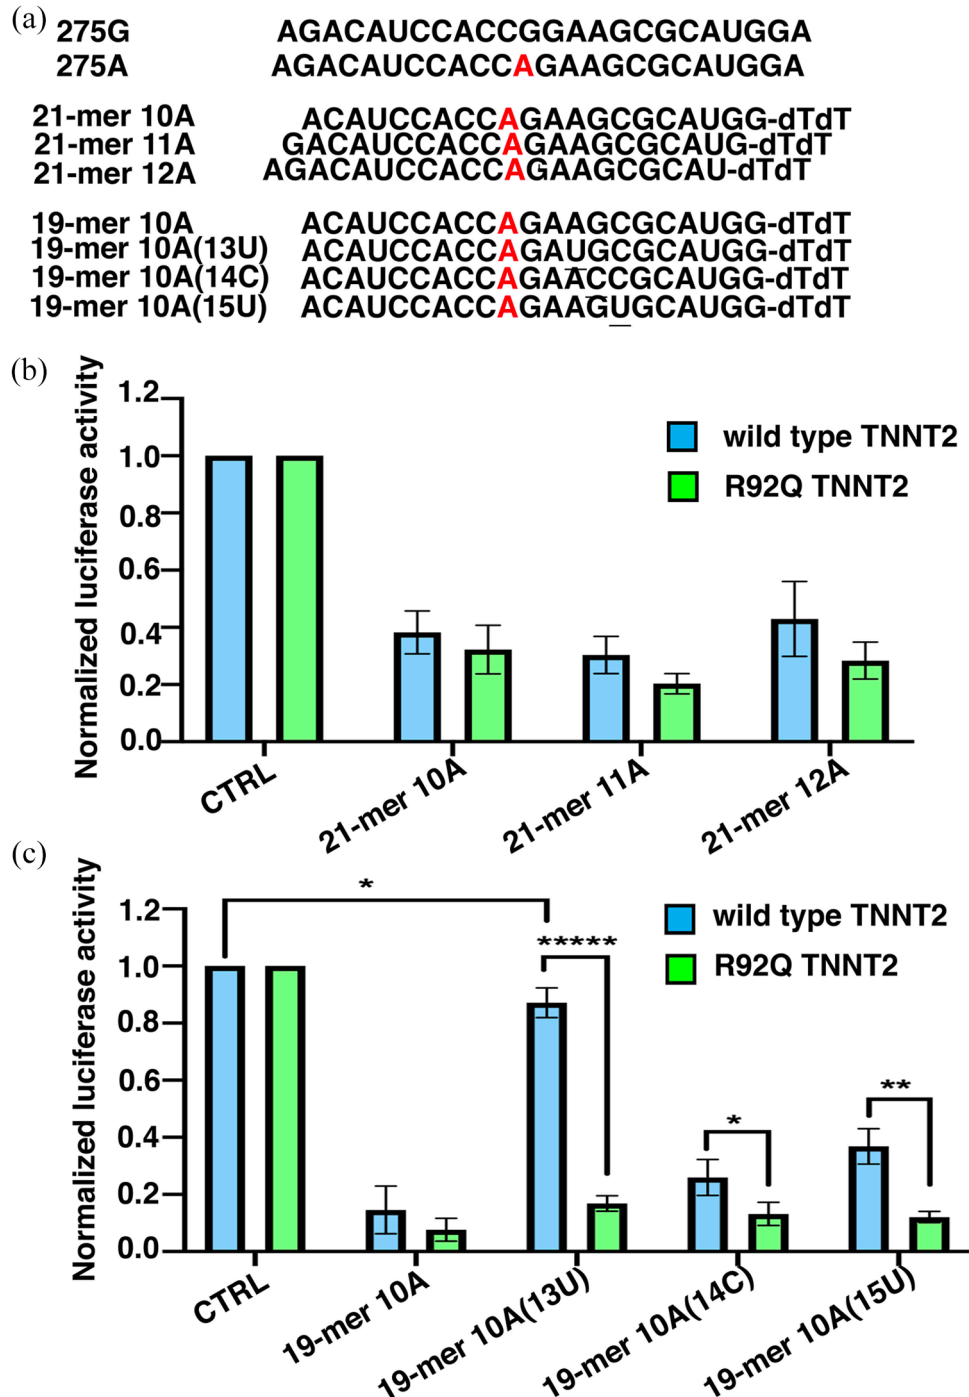 (a)
275G AGACAUCCACCGGAAGCGCAUGGA
275A AGACAUCCACCAGAAGCGCAUGGA
21-mer 10A ACAUCCACCAGAAGCGCAUGG-dTdT
21-mer 11A GACAUCCACCAGAAGCGCAUG-dTdT
21-mer 12A AGACAUCCACCAGAAGCGCAU-dTdT
19-mer 10A ACAUCCACCAGAAGCGCAUGG-dTdT
19-mer 10A(13U) ACAUCCACCAGAUGCGCAUGG-dTdT
19-mer 10A(14C) ACAUCCACCAGAACCGCAUGG-dTdT
19-mer 10A(15U) ACAUCCACCAGAAGUGCAUGG-dTdT
(b)
Normalized luciferase activity
1.2
1.0
0.8
0.6
0.4
0.2
0.0
wild type TNNT2
R92Q TNNT2
CTRL
21-mer 10A
21-mer 11A
21-mer 12A
(c)
Normalized luciferase activity
1.2
1.0
0.8
0.6
0.4
0.2
0.0
*
*****
*
**
wild type TNNT2
R92Q TNNT2
CTRL
19-mer 10A
19-mer 10A(13U)
19-mer 10A(14C)
19-mer 10A(15U)